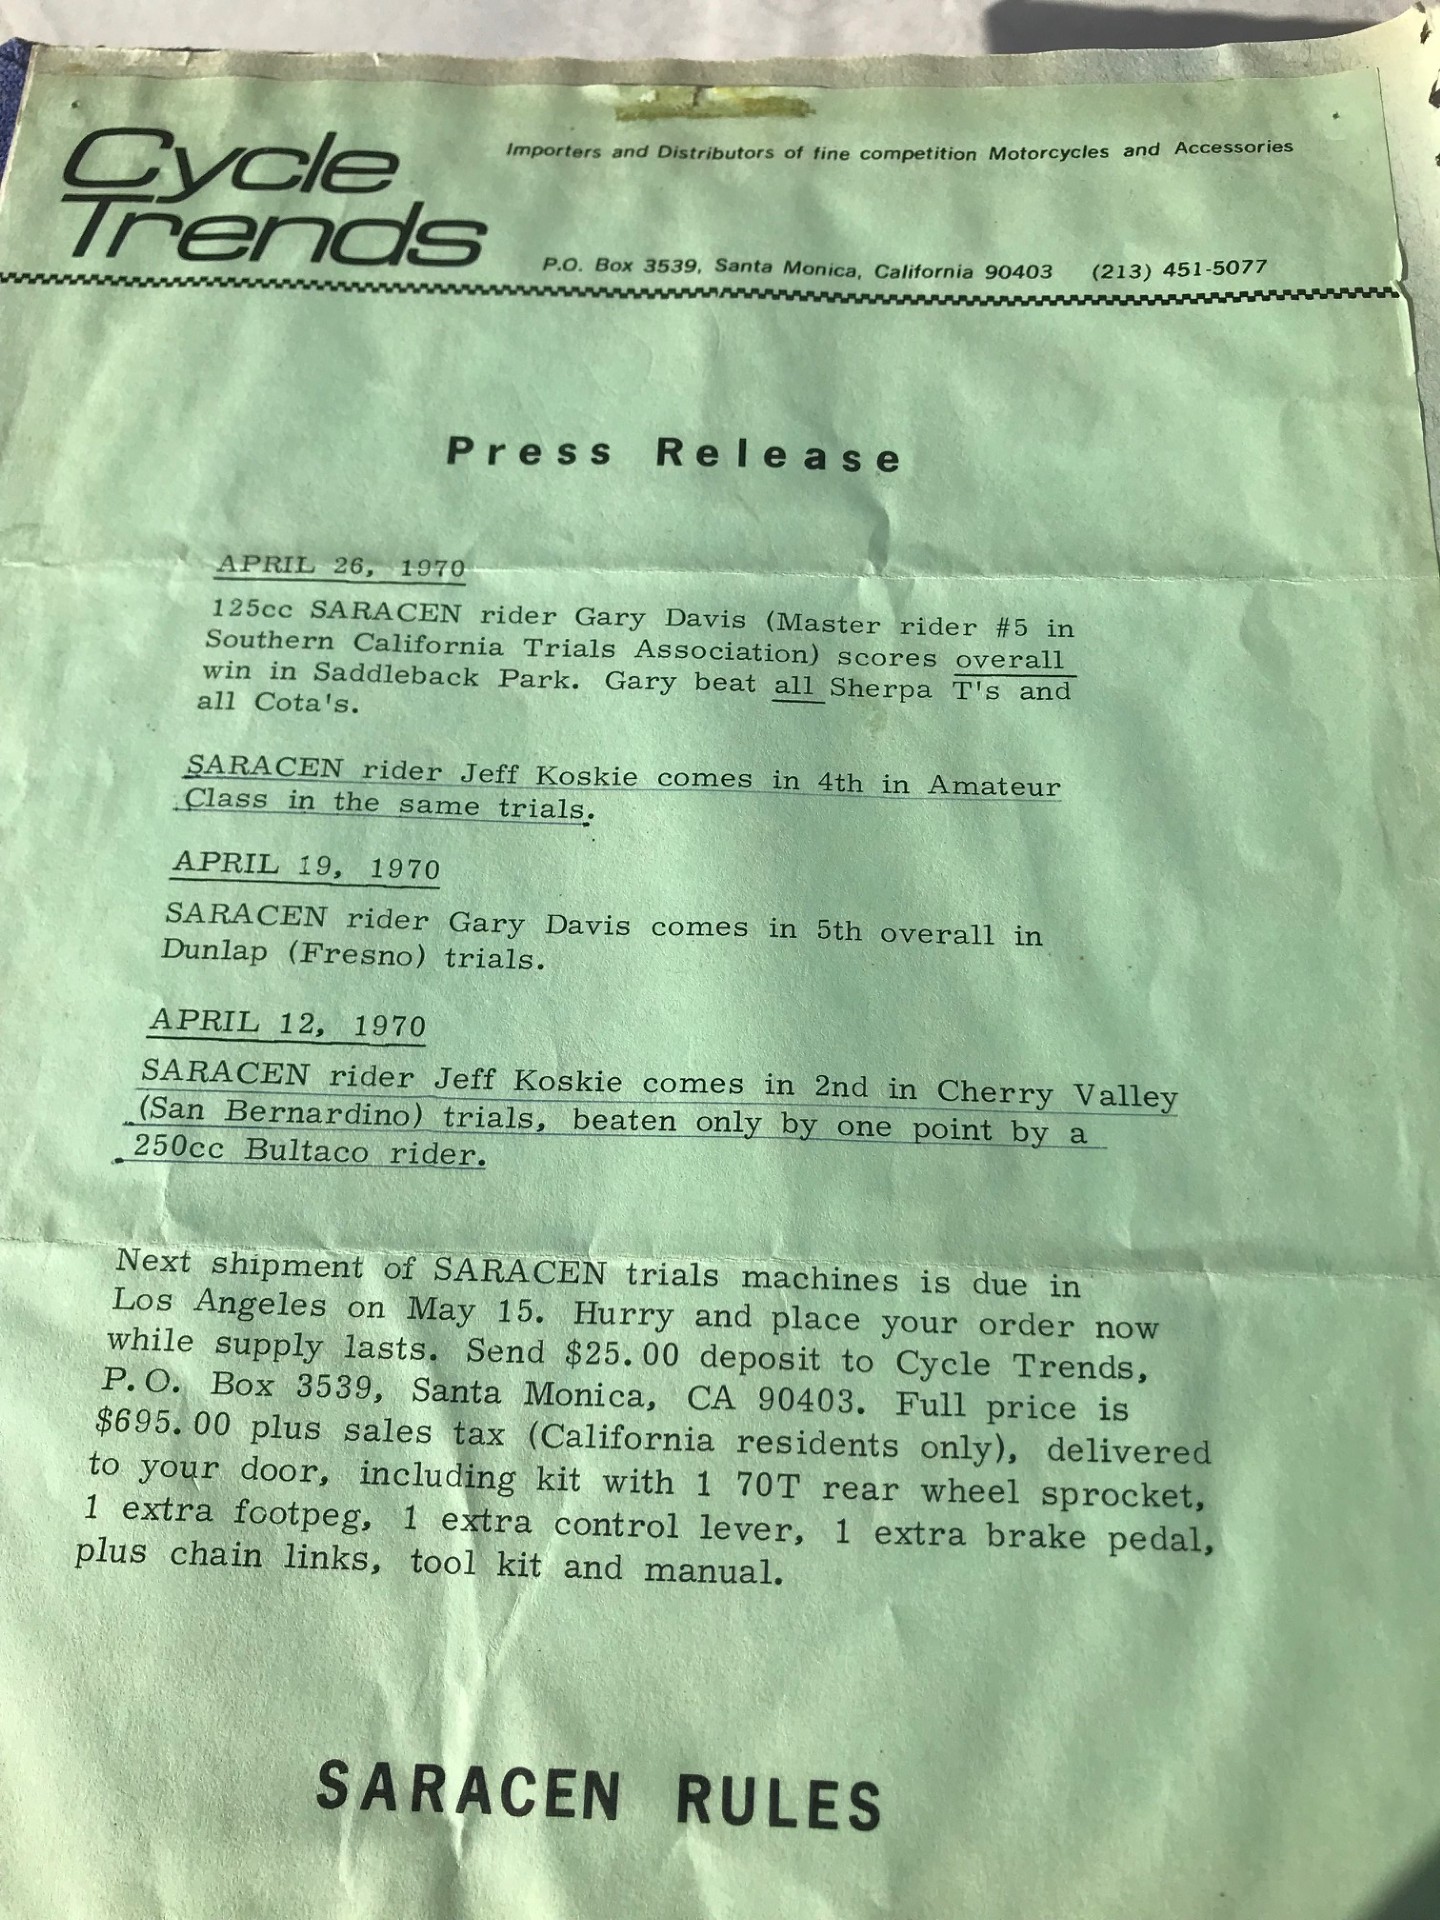 Cycle
Trends
Importers and Distributors of fine competition Motorcycles and Accessories
P.O. Box 3539, Santa Monica, California 90403 (213) 451-5077
Press Release
APRIL 26, 1970
125cc SARACEN rider Gary Davis (Master rider #5 in
Southern California Trials Association) scores overall
win in Saddleback Park. Gary beat all Sherpa T's and
all Cota's.
SARACEN rider Jeff Koskie comes in 4th in Amateur
Class in the same trials.
APRIL 19, 1970
SARACEN rider Gary Davis comes in 5th overall in
Dunlap (Fresno) trials.
APRIL 12, 1970
SARACEN rider Jeff Koskie comes in 2nd in Cherry Valley
(San Bernardino) trials, beaten only by one point by a
250cc Bultaco rider.
Next shipment of SARACEN trials machines is due in
Los Angeles on May 15. Hurry and place your order now
while supply lasts. Send $25.00 deposit to Cycle Trends,
P.O. Box 3539, Santa Monica, CA 90403. Full price is
$695.00 plus sales tax (California residents only), delivered
to your door, including kit with 1 70T rear wheel sprocket,
1 extra footpeg, 1 extra control lever, 1 extra brake pedal,
plus chain links, tool kit and manual.
SARACEN RULES